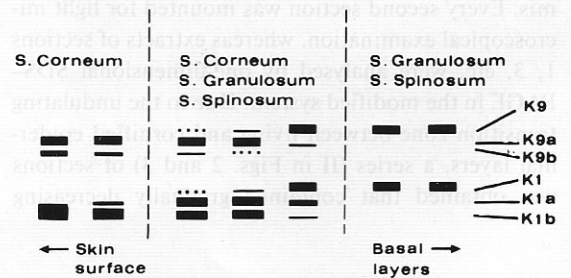 S. Corneum
S. Corneum
S. Granulosum
S. Spinosum
S. Granulosum
S. Spinosum
K9
K9a
K9b
K1
K1a
K1b
← Skin
surface
Basal →
layers